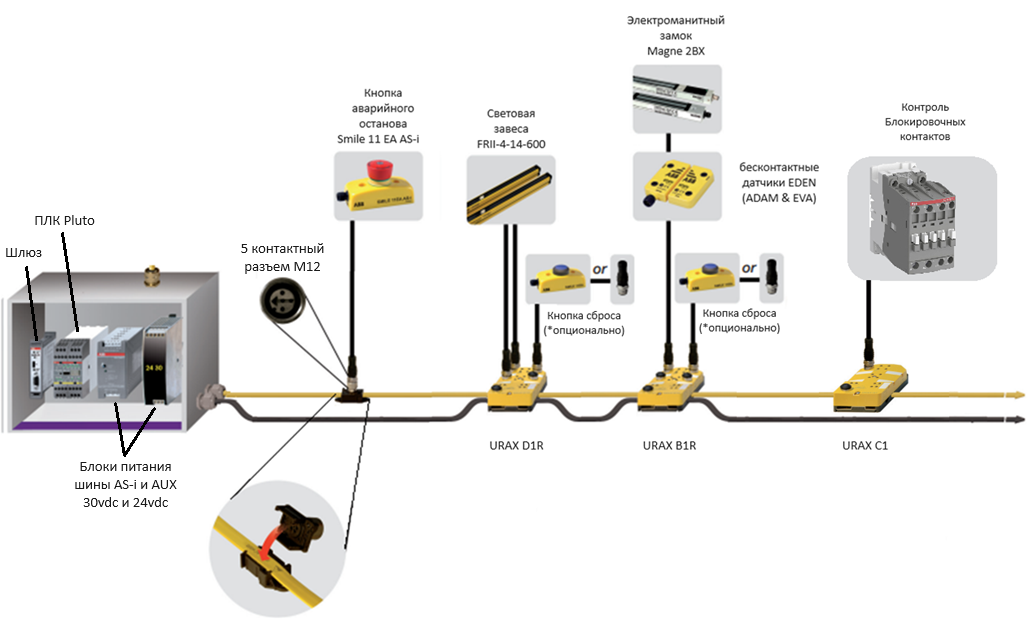 Электроманитный
замок
Magne 2BX
Кнопка
аварийного
останова
Smile 11 EA AS-i
Световая
завеса
FRII-4-14-600
Контроль
Блокировочных
контактов
бесконтактные
датчики EDEN
(ADAM & EVA)
ABB
ПЛК Pluto
Шлюз
5 контактный
разъем M12
or
or
Кнопка сброса
(*опционально)
Кнопка сброса
(*опционально)
24 30
URAX D1R
URAX B1R
URAX C1
Блоки питания
шины AS-i и AUX
30vdc и 24vdc